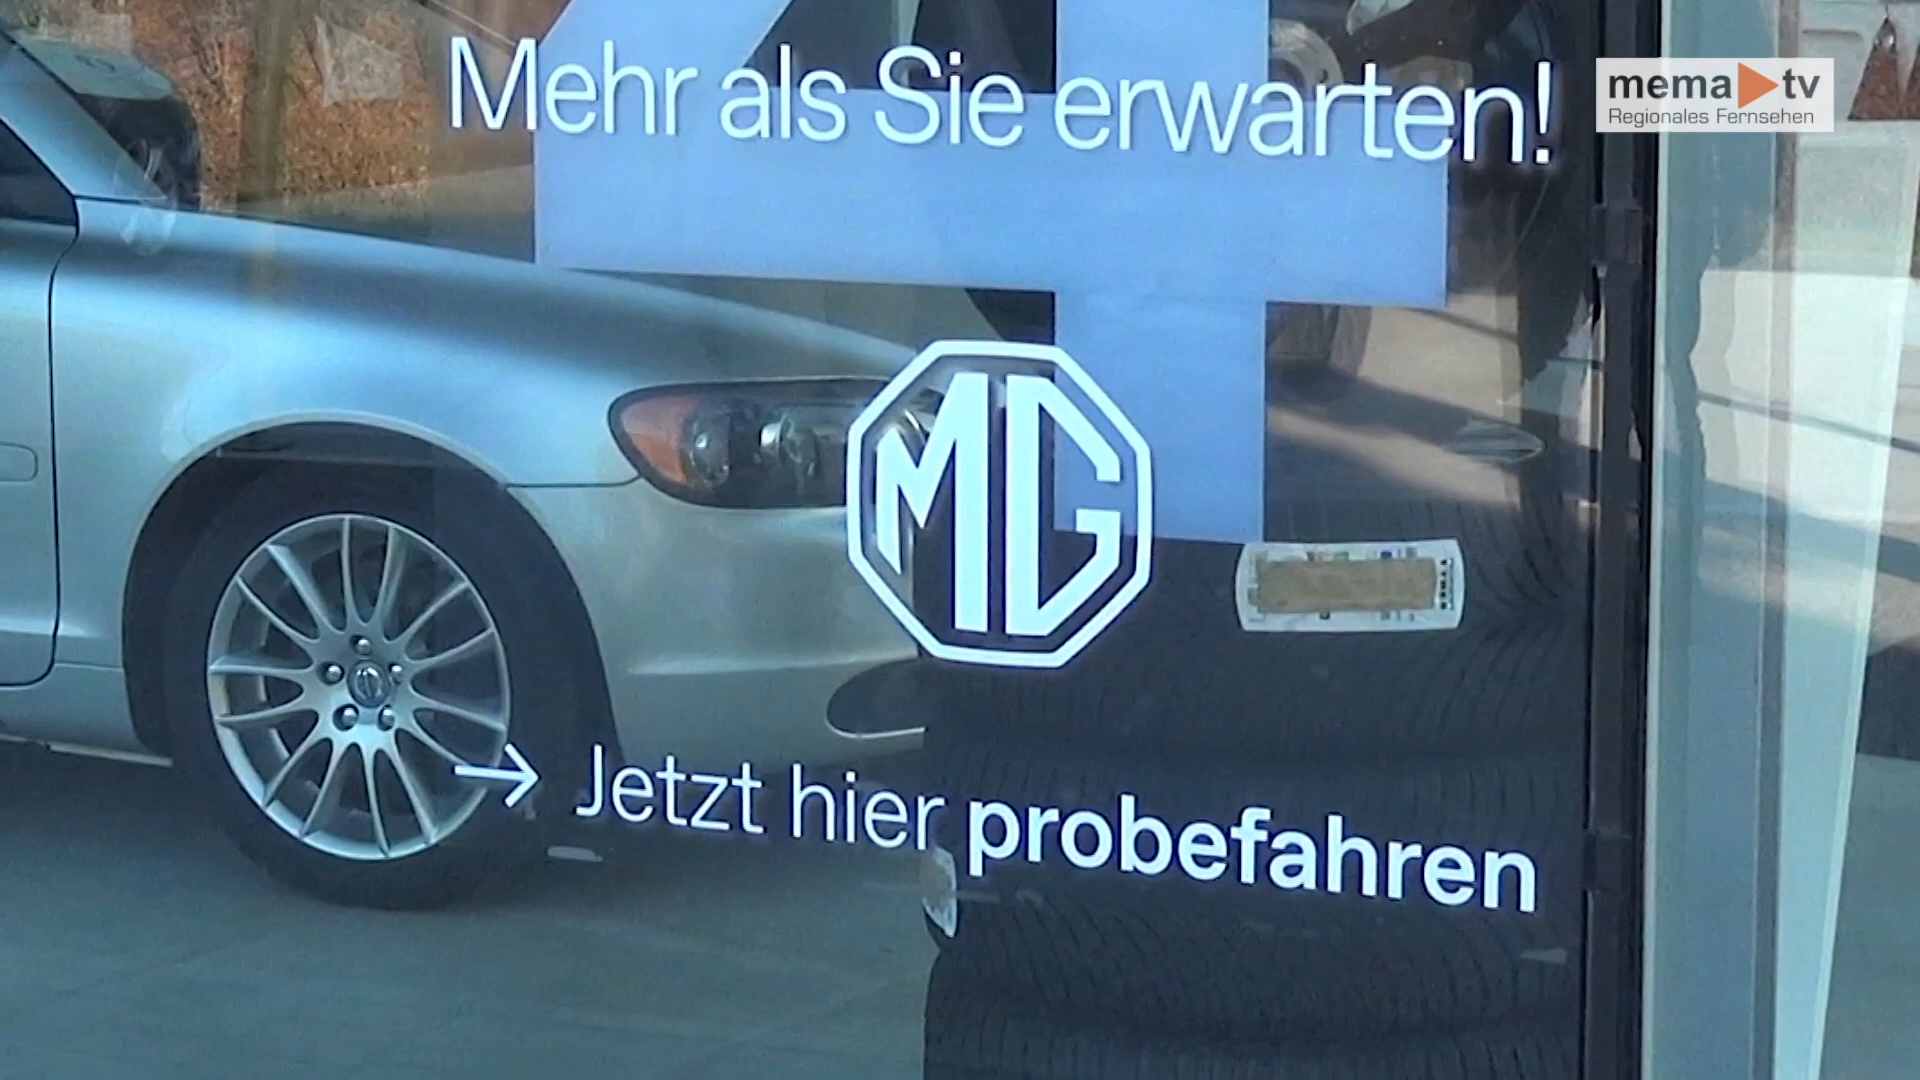 Mehr als Sie erwarten!
mema tv
Regionales Fernsehen
MG
→ Jetzt hier probefahren